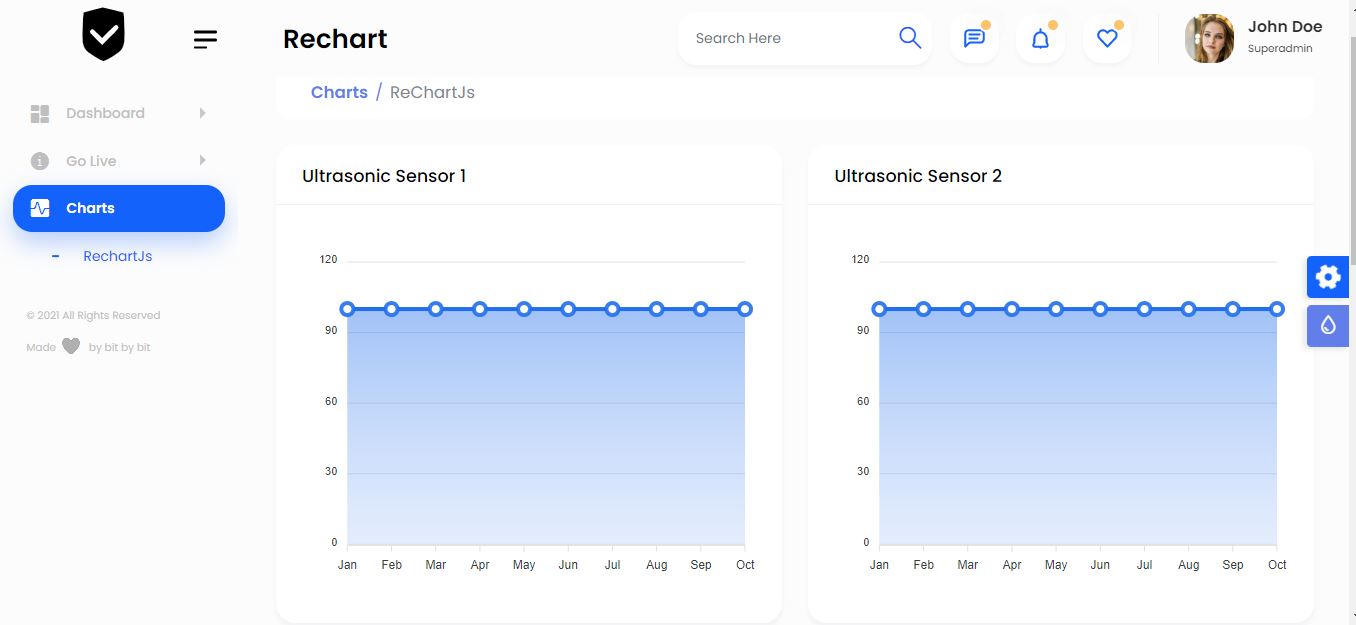 Rechart
Search Here
John Doe
Superadmin
Dashboard
Go Live
Charts
- RechartJs
© 2021 All Rights Reserved
Made by bit by bit
Charts / ReChartJs
Ultrasonic Sensor 1
120
90
60
30
0
Jan Feb Mar Apr May Jun Jul Aug Sep Oct
Ultrasonic Sensor 2
120
90
60
30
0
Jan Feb Mar Apr May Jun Jul Aug Sep Oct